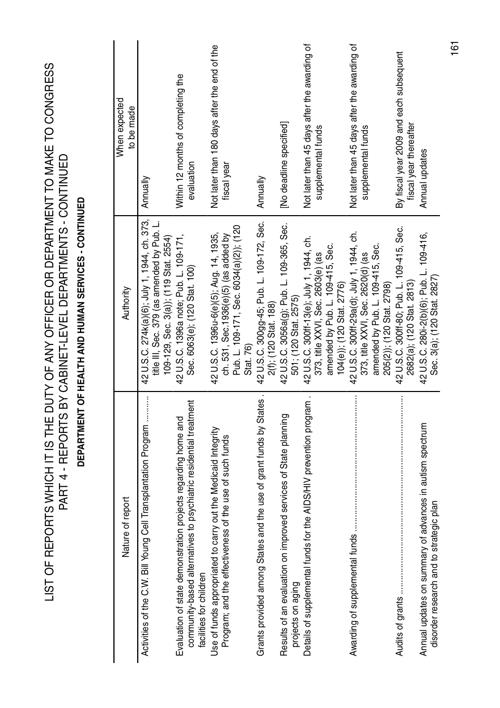 LIST OF REPORTS WHICH IT IS THE DUTY OF ANY OFFICER OR DEPARTMENT TO MAKE TO CONGRESS
PART 4 - REPORTS BY CABINET-LEVEL DEPARTMENTS - CONTINUED
DEPARTMENT OF HEALTH AND HUMAN SERVICES - CONTINUED
Nature of report
Authority
When expected
to be made
Activities of the C.W. Bill Young Cell Transplantation Program ..........
42 U.S.C. 274k(a)(6); July 1, 1944, ch. 373,
title III, Sec. 379 (as amended by Pub. L.
109-129, Sec. 3(a)); (119 Stat. 2554)
Annually
Evaluation of state demonstration projects regarding home and
community-based alternatives to psychiatric residential treatment
facilities for children
42 U.S.C. 1396a note; Pub. L. 109-171,
Sec. 6063(e); (120 Stat. 100)
Within 12 months of completing the
evaluation
Use of funds appropriated to carry out the Medicaid Integrity
Program; and the effectiveness of the use of such funds
42 U.S.C. 1396u-6(e)(5); Aug. 14, 1935,
ch. 531, Sec.1936(e)(5) (as added by
Pub. L. 109-171, Sec. 6034(a)(2)); (120
Stat. 76)
Not later than 180 days after the end of the
fiscal year
Grants provided among States and the use of grant funds by States .
42 U.S.C. 300gg-45; Pub. L. 109-172, Sec.
2(f); (120 Stat. 188)
Annually
Results of an evaluation on improved services of State planning
projects on aging
42 U.S.C. 3056a(g); Pub. L. 109-365, Sec.
501; (120 Stat. 2575)
[No deadline specified]
Details of supplemental funds for the AIDS/HIV prevention program .
42 U.S.C. 300ff-13(e); July 1, 1944, ch.
373, title XXVI, Sec. 2603(e) (as
amended by Pub. L. 109-415, Sec.
104(e)); (120 Stat. 2776)
Not later than 45 days after the awarding of
supplemental funds
Awarding of supplemental funds ..........
42 U.S.C. 300ff-29a(d); July 1, 1944, ch.
373, title XXVI, Sec. 2620(d) (as
amended by Pub. L. 109-415, Sec.
205(2)); (120 Stat. 2798)
Not later than 45 days after the awarding of
supplemental funds
Audits of grants ..........
42 U.S.C. 300ff-80; Pub. L. 109-415, Sec.
2682(a); (120 Stat. 2813)
By fiscal year 2009 and each subsequent
fiscal year thereafter
Annual updates on summary of advances in autism spectrum
disorder research and to strategic plan
42 U.S.C. 280i-2(b)(6); Pub. L. 109-416,
Sec. 3(a); (120 Stat. 2827)
Annual updates
161